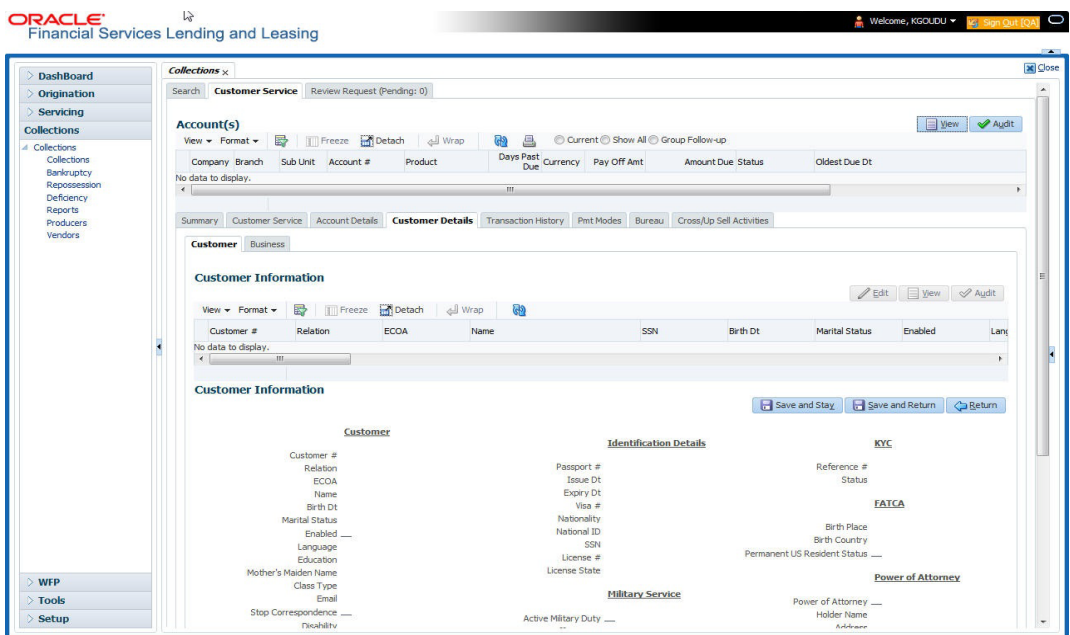 ORACLE
Financial Services Lending and Leasing
Welcome, KGOUDU
Sign Out [QA]
DashBoard
Origination
Servicing
Collections
Collections
Collections
Bankruptcy
Repossession
Deficiency
Reports
Producers
Vendors
WFP
Tools
Setup
Collections x
Close
Search Customer Service Review Request (Pending: 0)
Account(s)
View Audit
View Format Freeze Detach Wrap Current Show All Group Follow-up
Company Branch Sub Unit Account # Product Days Past Due Currency Pay Off Amt Amount Due Status Oldest Due Dt
No data to display.
Summary Customer Service Account Details Customer Details Transaction History Pmt Modes Bureau Cross/Up Sell Activities
Customer Business
Customer Information
Edit View Audit
View Format Freeze Detach Wrap
Customer # Relation ECOA Name SSN Birth Dt Marital Status Enabled Lang
No data to display.
Customer Information
Save and Stay Save and Return Return
Customer
Customer #
Relation
ECOA
Name
Birth Dt
Marital Status
Enabled
Language
Education
Mother's Maiden Name
Class Type
Email
Stop Correspondence
Disability
Identification Details
Passport #
Issue Dt
Expiry Dt
Visa #
Nationality
National ID
SSN
License #
License State
Military Service
Active Military Duty
KYC
Reference #
Status
FATCA
Birth Place
Birth Country
Permanent US Resident Status
Power of Attorney
Power of Attorney
Holder Name
Address